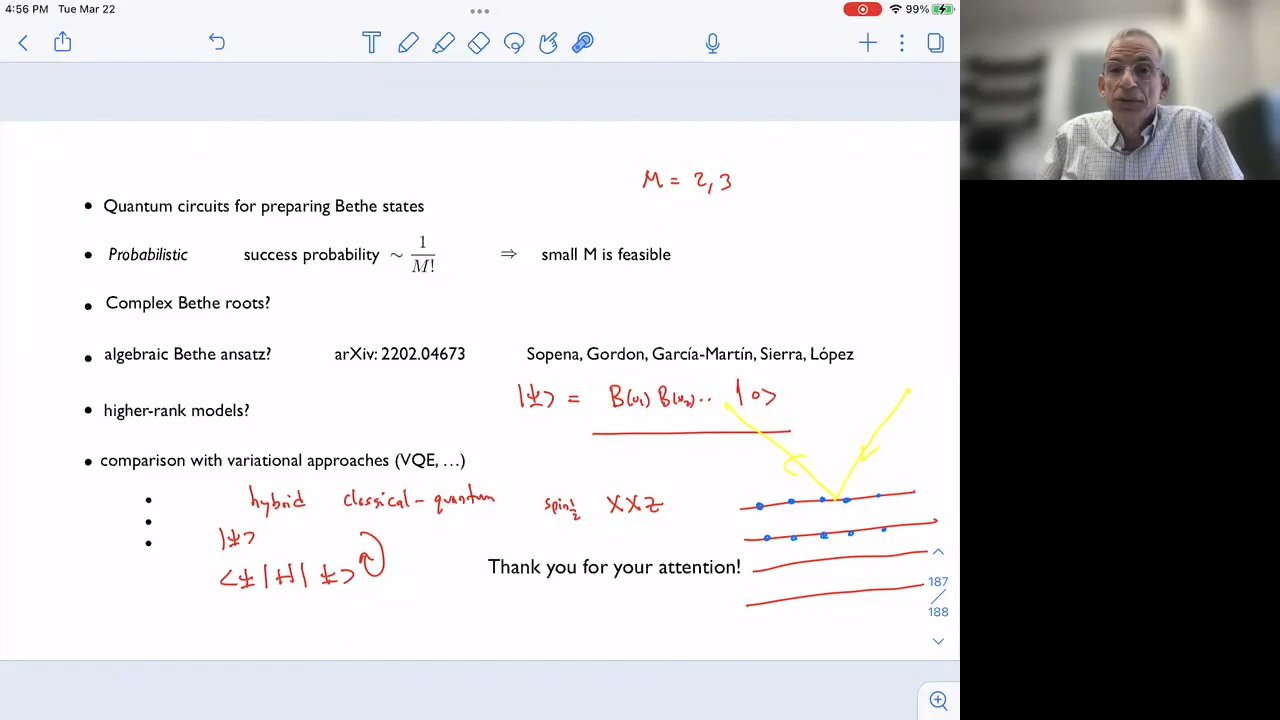 4:56 PM Tue Mar 22
99%
M = 2, 3
• Quantum circuits for preparing Bethe states
• Probabilistic success probability ~ 1/M! ⇒ small M is feasible
• Complex Bethe roots?
• algebraic Bethe ansatz? arXiv: 2202.04673 Sopena, Gordon, García-Martín, Sierra, López
|Ψ> = B(u₁) B(u₂).. |0>
• higher-rank models?
• comparison with variational approaches (VQE, …)
• hybrid classical-quantum spin ½ XXZ
•
|Ψ>
•
<Ψ|H|Ψ>
Thank you for your attention!
187
/
188